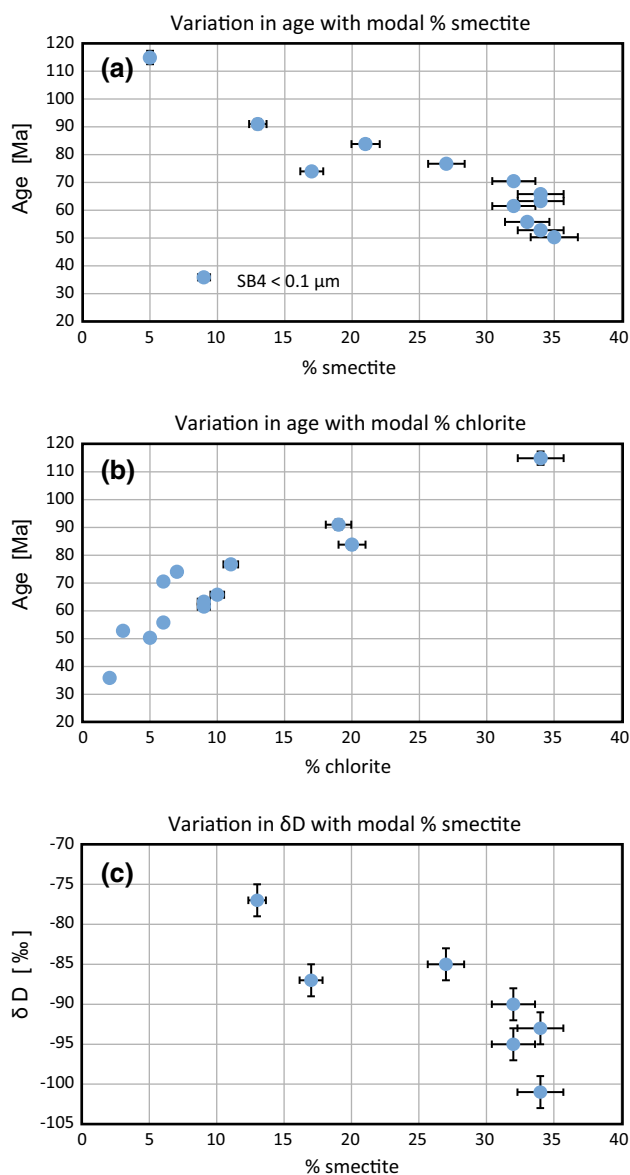 Variation in age with modal % smectite
(a)
Age [Ma]
120
110
100
90
80
70
60
50
40
30
20
SB4 < 0.1 μm
0 5 10 15 20 25 30 35 40
% smectite
Variation in age with modal % chlorite
(b)
Age [Ma]
120
110
100
90
80
70
60
50
40
30
20
0 5 10 15 20 25 30 35 40
% chlorite
Variation in δD with modal % smectite
(c)
δ D [‰]
-70
-75
-80
-85
-90
-95
-100
-105
0 5 10 15 20 25 30 35 40
% smectite